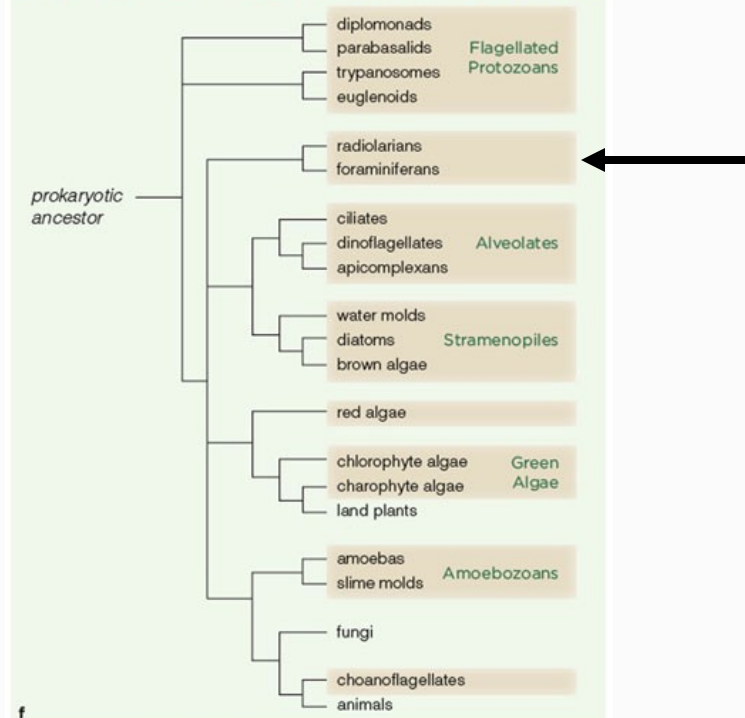 diplomonads
parabasalids
Flagellated
Protozoans
trypanosomes
euglenoids
radiolarians
foraminiferans
prokaryotic
ancestor
ciliates
dinoflagellates
Alveolates
apicomplexans
water molds
diatoms
Stramenopiles
brown algae
red algae
chlorophyte algae
Green
Algae
charophyte algae
land plants
amoebas
slime molds
Amoebozoans
fungi
choanoflagellates
animals
f